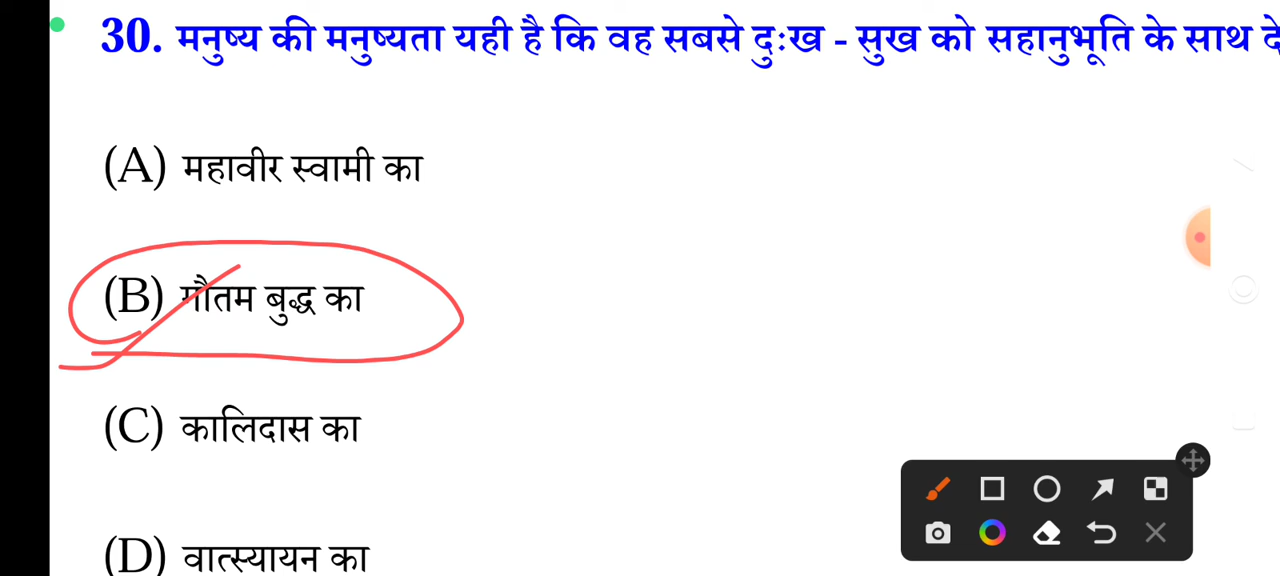 30. मनुष्य की मनुष्यता यही है कि वह सबसे दुःख - सुख को सहानुभूति के साथ
(A) महावीर स्वामी का
(B) गौतम बुद्ध का
(C) कालिदास का
(D) वात्स्यायन का